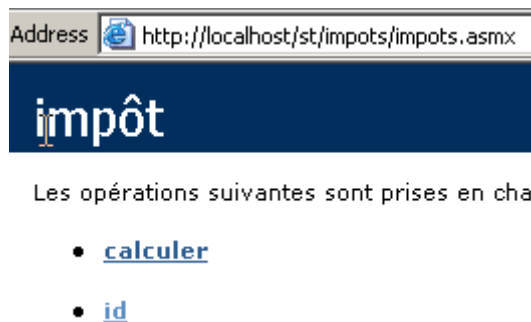 Address http://localhost/st/impots/impots.asmx
impôt
Les opérations suivantes sont prises en cha
calculer
id